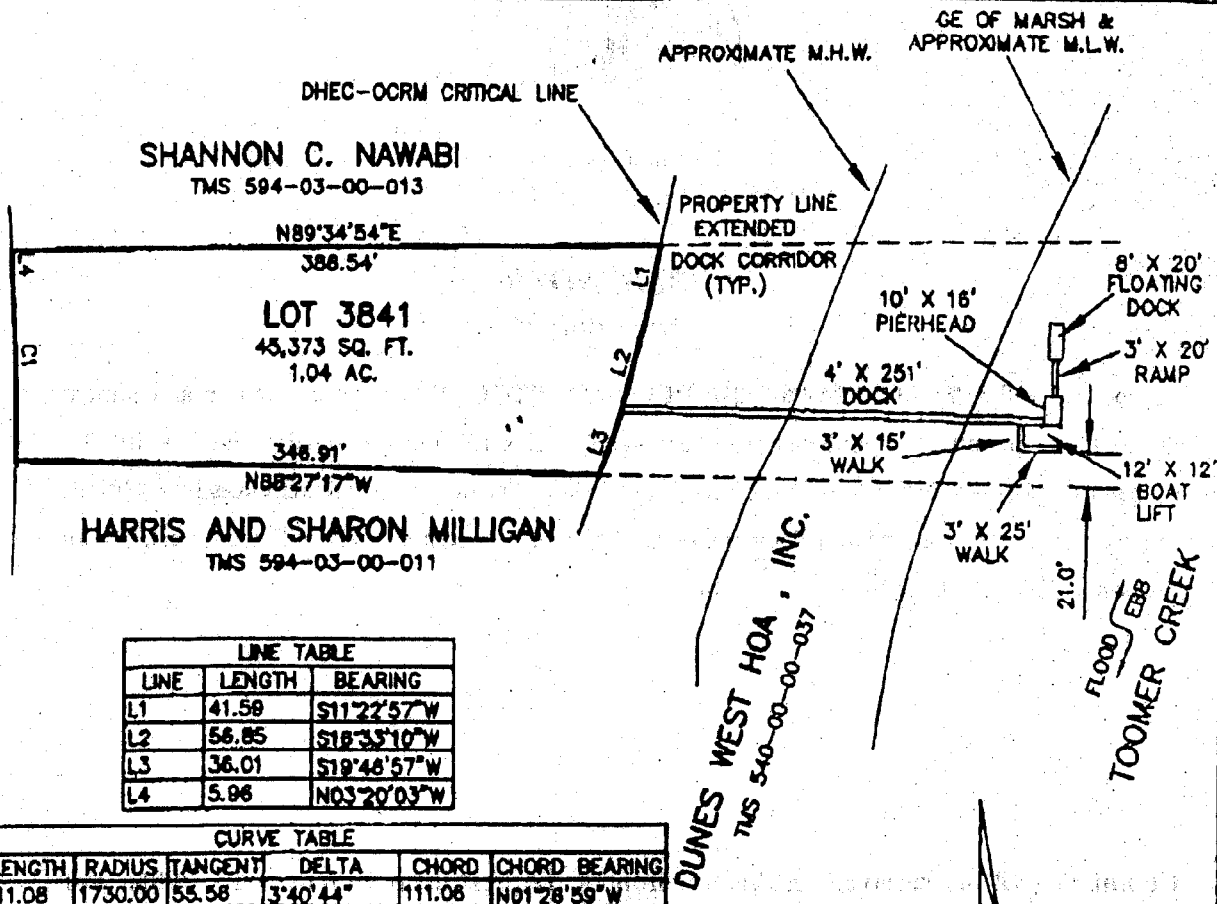 GE OF MARSH &
APPROXIMATE M.L.W.
APPROXIMATE M.H.W.
DHEC-OCRM CRITICAL LINE
SHANNON C. NAWABI
TMS 594-03-00-013
PROPERTY LINE
EXTENDED
DOCK CORRIDOR
(TYP.)
N89°34'54"E
388.54'
L4
C1
L1
L2
L3
LOT 3841
45,373 SQ. FT.
1.04 AC.
8' X 20'
FLOATING
DOCK
10' X 16'
PIERHEAD
3' X 20'
RAMP
4' X 251'
DOCK
3' X 15'
WALK
12' X 12'
BOAT
LIFT
3' X 25'
WALK
21.0'
346.91'
N88°27'17"W
HARRIS AND SHARON MILLIGAN
TMS 594-03-00-011
DUNES WEST HOA, INC.
TMS 540-00-00-037
FLOOD
EBB
TOOMER CREEK
LINE TABLE
LINE LENGTH BEARING
L1 41.59 S11°22'57"W
L2 56.85 S16°33'10"W
L3 36.01 S19°46'57"W
L4 5.96 N03°20'03"W
CURVE TABLE
ENGTH RADIUS TANGENT DELTA CHORD CHORD BEARING
11.08 1730.00 55.56 3°40'44" 111.06 N01°28'59"W